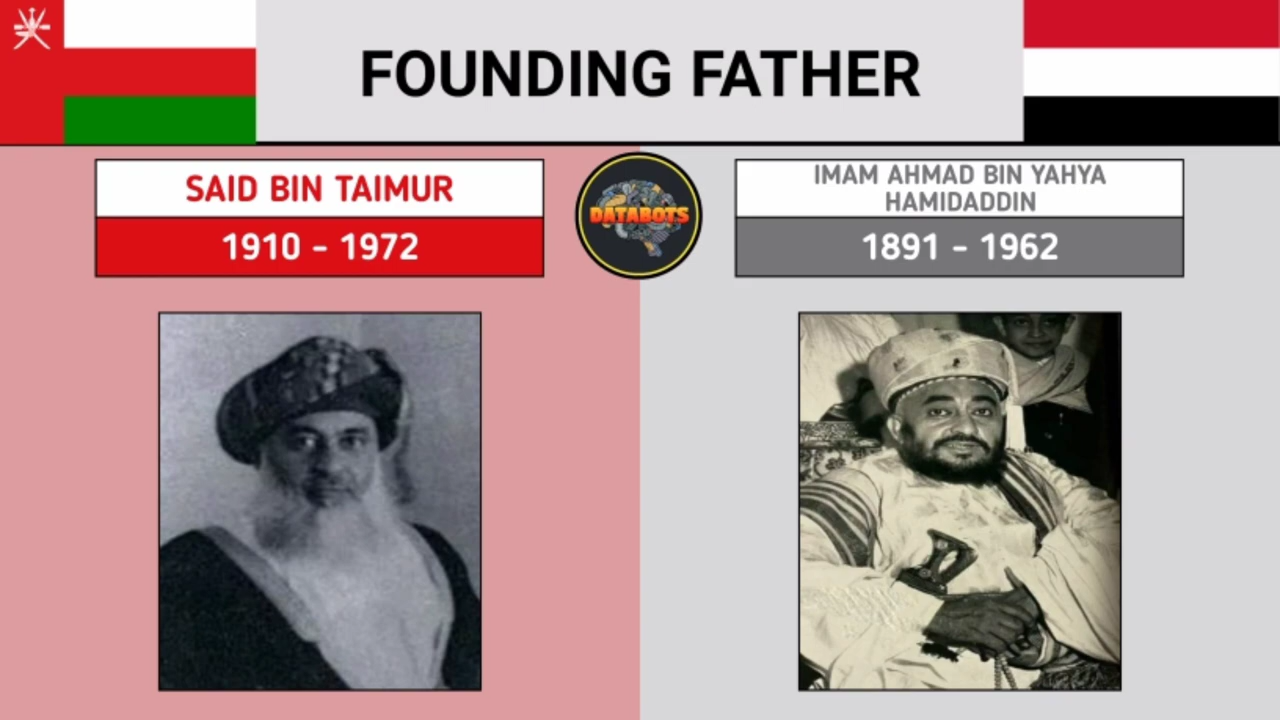 FOUNDING FATHER
SAID BIN TAIMUR
1910 - 1972
DATABOTS
IMAM AHMAD BIN YAHYA
HAMIDADDIN
1891 - 1962